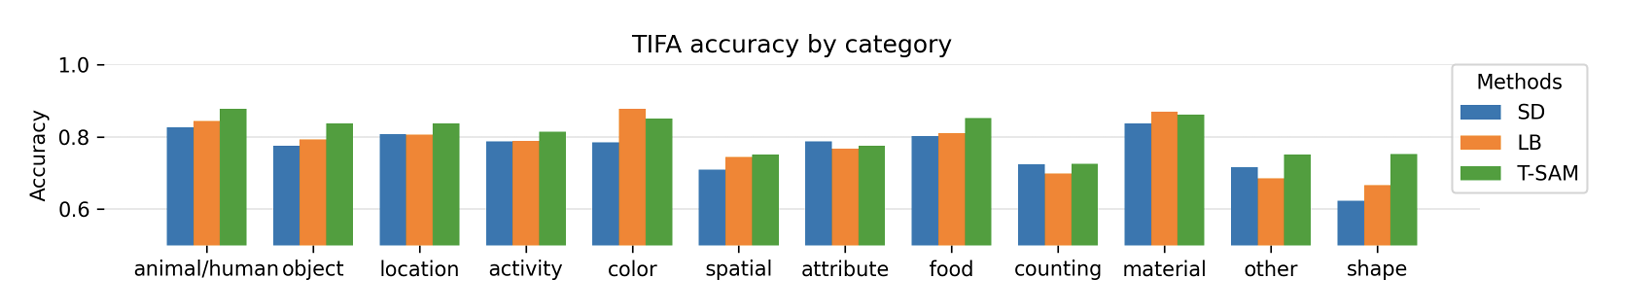 TIFA accuracy by category
Accuracy
1.0
0.8
0.6
animal/human object location activity color spatial attribute food counting material other shape
Methods
SD
LB
T-SAM